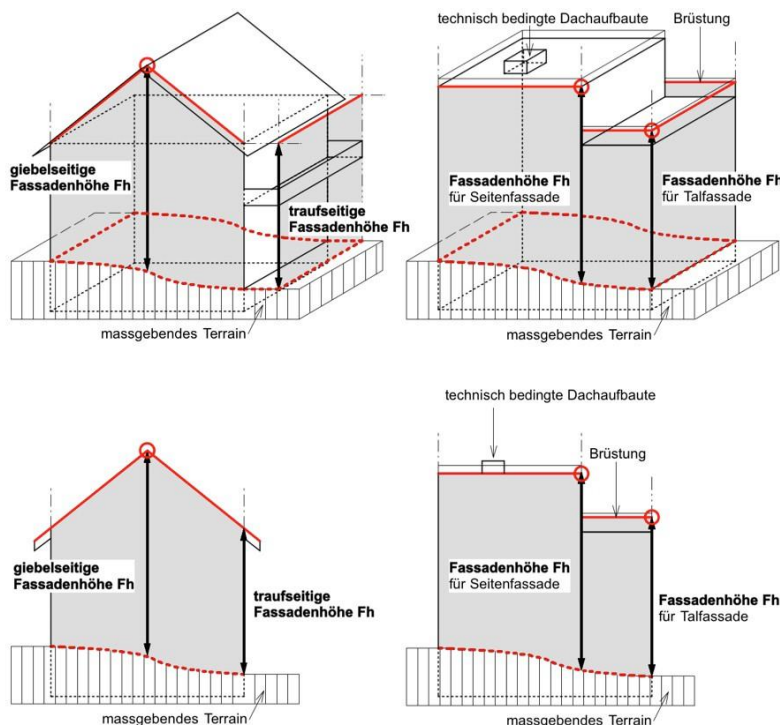 technisch bedingte Dachaufbaute
Brüstung
giebelseitige
Fassadenhöhe Fh
traufseitige
Fassadenhöhe Fh
massgebendes Terrain
Fassadenhöhe Fh
für Seitenfassade
Fassadenhöhe Fh
für Talfassade
massgebendes Terrain
technisch bedingte Dachaufbaute
Brüstung
giebelseitige
Fassadenhöhe Fh
traufseitige
Fassadenhöhe Fh
massgebendes Terrain
Fassadenhöhe Fh
für Seitenfassade
Fassadenhöhe Fh
für Talfassade
massgebendes Terrain